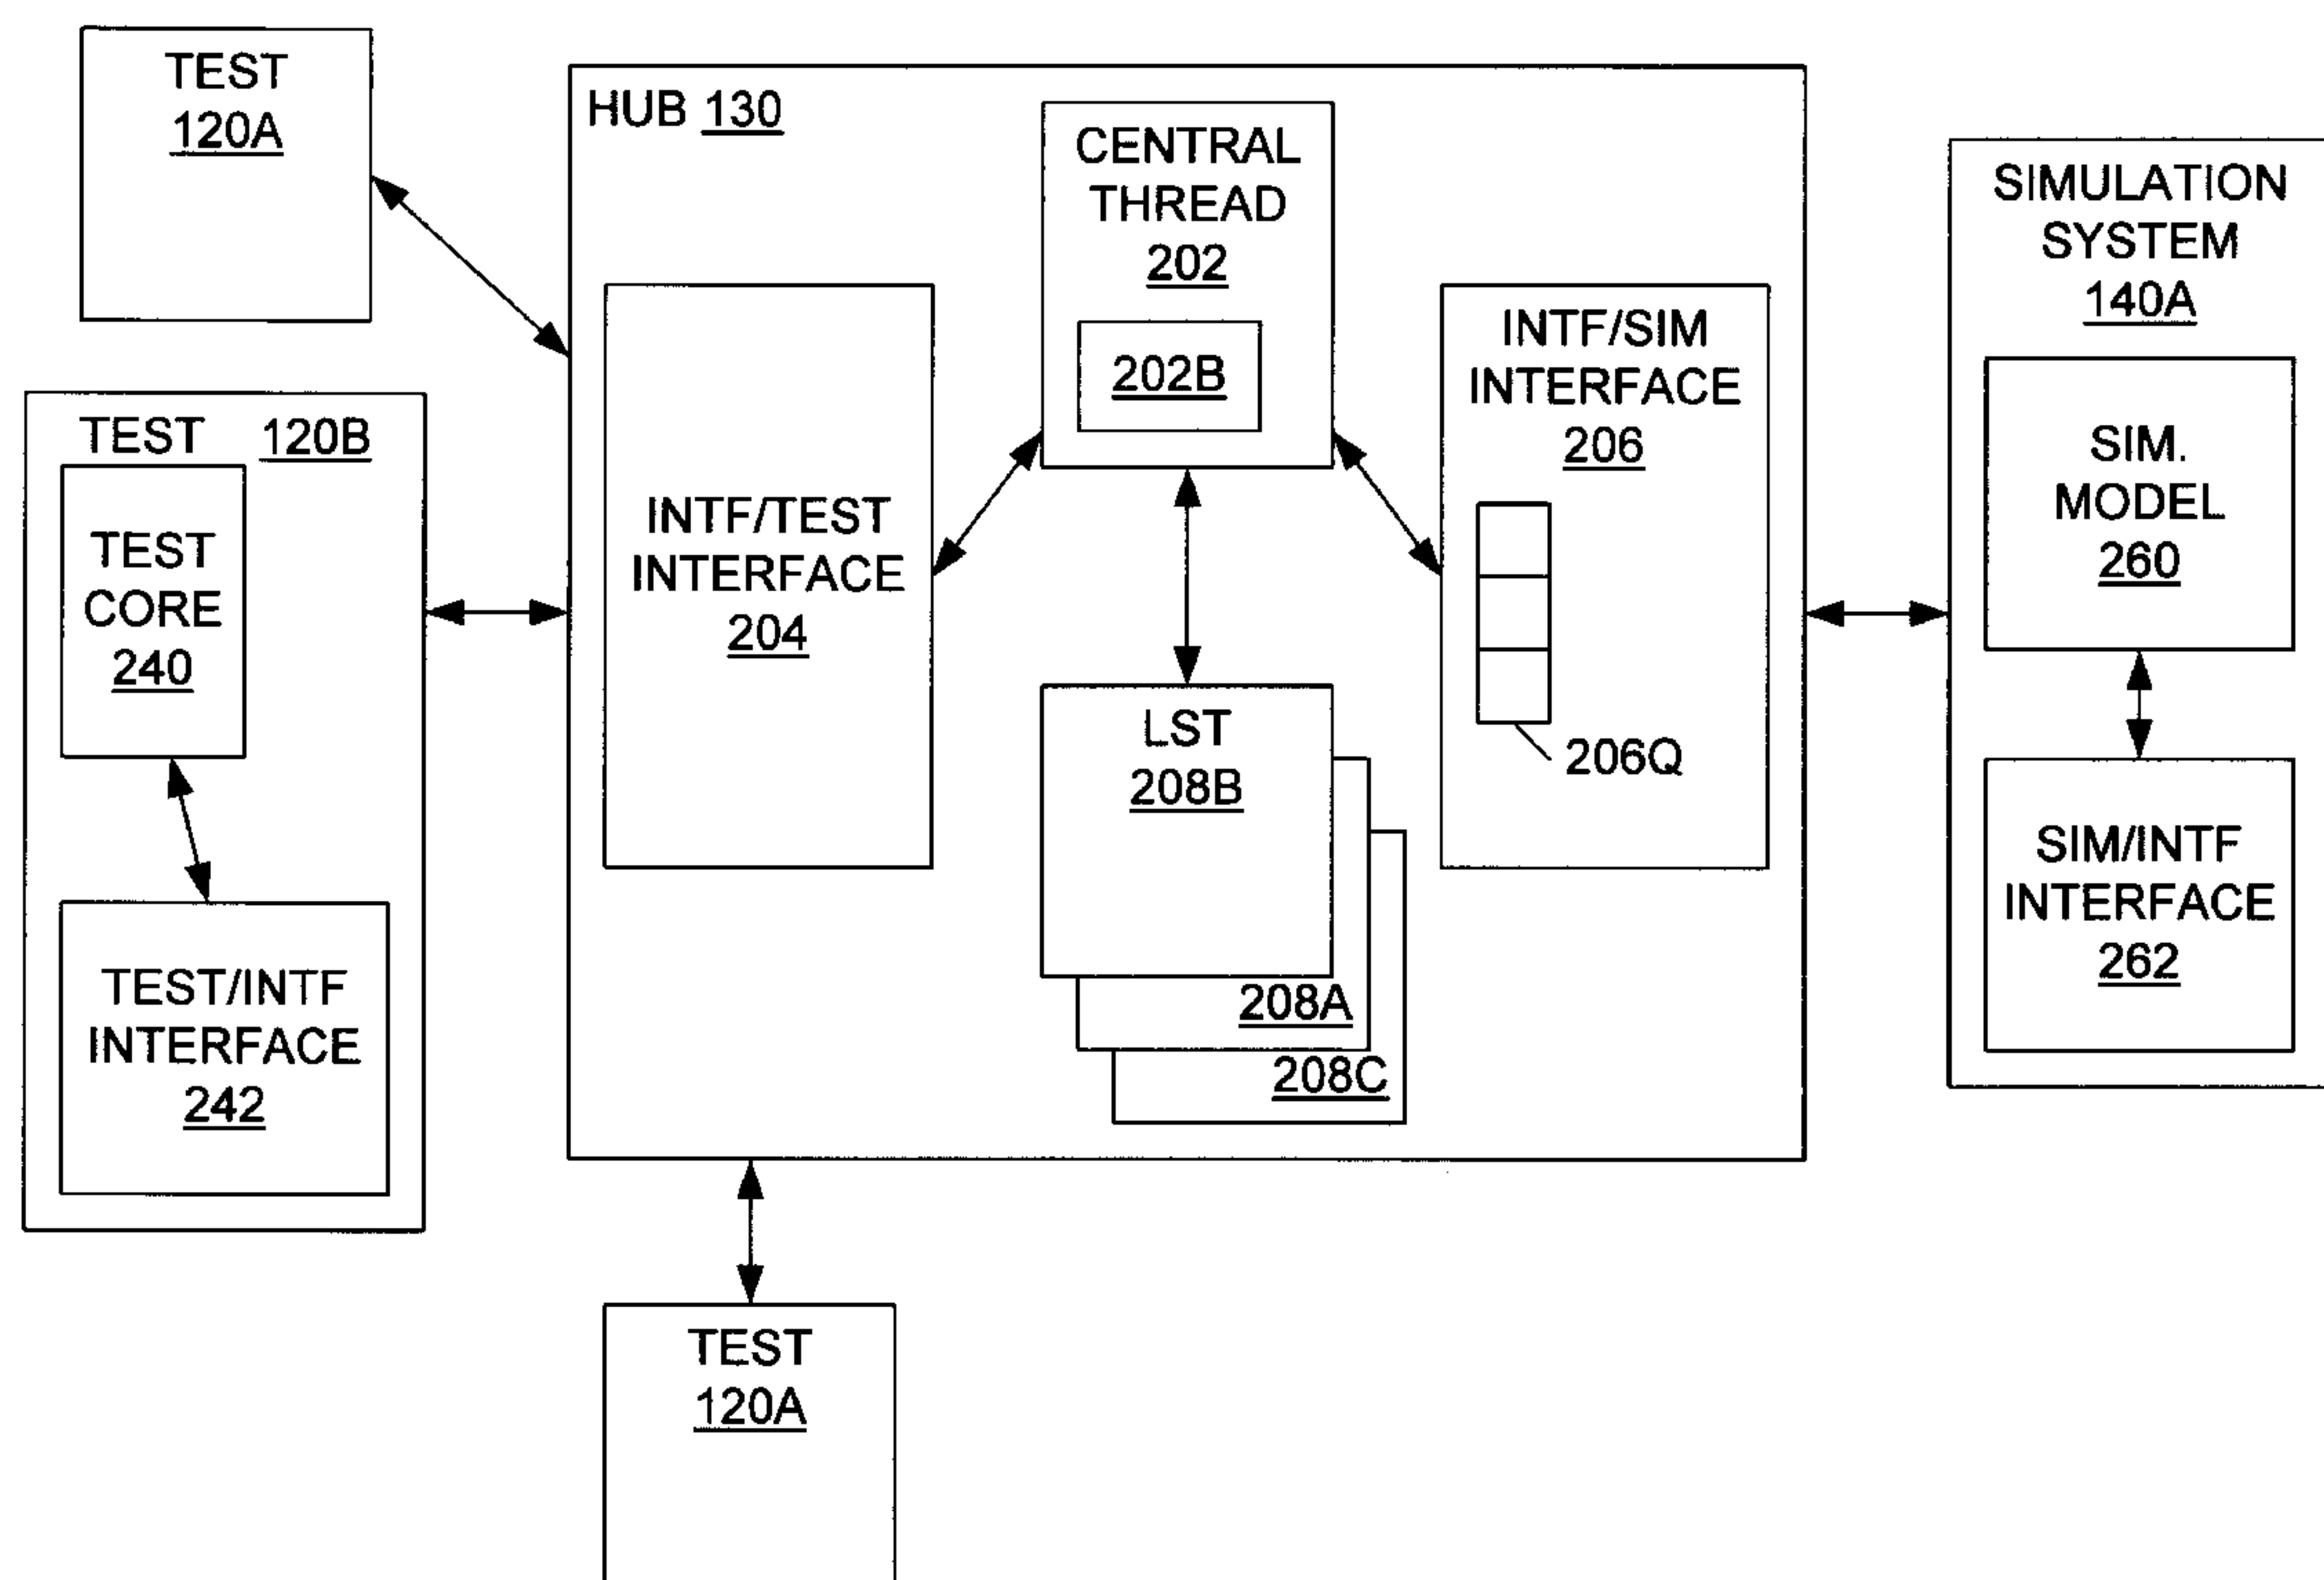 TEST
120A
HUB 130
CENTRAL
THREAD
202
202B
INTF/TEST
INTERFACE
204
INTF/SIM
INTERFACE
206
206Q
LST
208B
208A
208C
SIMULATION
SYSTEM
140A
SIM.
MODEL
260
SIM/INTF
INTERFACE
262
TEST 120B
TEST
CORE
240
TEST/INTF
INTERFACE
242
TEST
120A